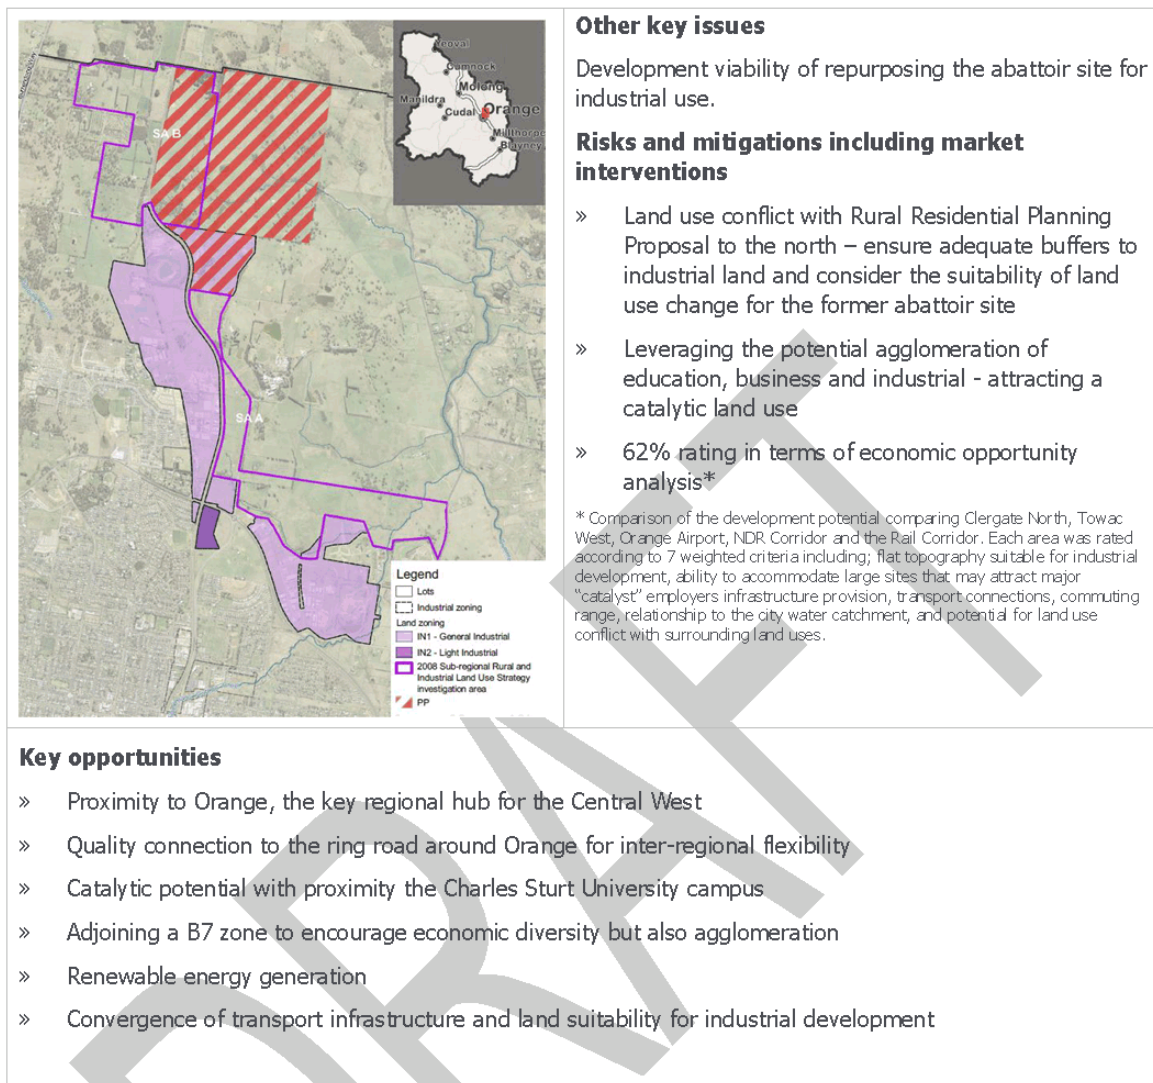 SA B
SA A
Yeoval
Cumnock
Molong
Manildra
Cudal
Orange
Millthorpe
Blayney
Legend
Lots
Industrial zoning
Land zoning
IN1 - General Industrial
IN2 - Light Industrial
2008 Sub-regional Rural and
Industrial Land Use Strategy
investigation area
PP
Other key issues
Development viability of repurposing the abattoir site for
industrial use.
Risks and mitigations including market
interventions
» Land use conflict with Rural Residential Planning
Proposal to the north – ensure adequate buffers to
industrial land and consider the suitability of land
use change for the former abattoir site
» Leveraging the potential agglomeration of
education, business and industrial - attracting a
catalytic land use
» 62% rating in terms of economic opportunity
analysis*
* Comparison of the development potential comparing Clergate North, Towac
West, Orange Airport, NDR Corridor and the Rail Corridor. Each area was rated
according to 7 weighted criteria including; flat topography suitable for industrial
development, ability to accommodate large sites that may attract major
“catalyst” employers infrastructure provision, transport connections, commuting
range, relationship to the city water catchment, and potential for land use
conflict with surrounding land uses.
Key opportunities
» Proximity to Orange, the key regional hub for the Central West
» Quality connection to the ring road around Orange for inter-regional flexibility
» Catalytic potential with proximity the Charles Sturt University campus
» Adjoining a B7 zone to encourage economic diversity but also agglomeration
» Renewable energy generation
» Convergence of transport infrastructure and land suitability for industrial development
DRAFT